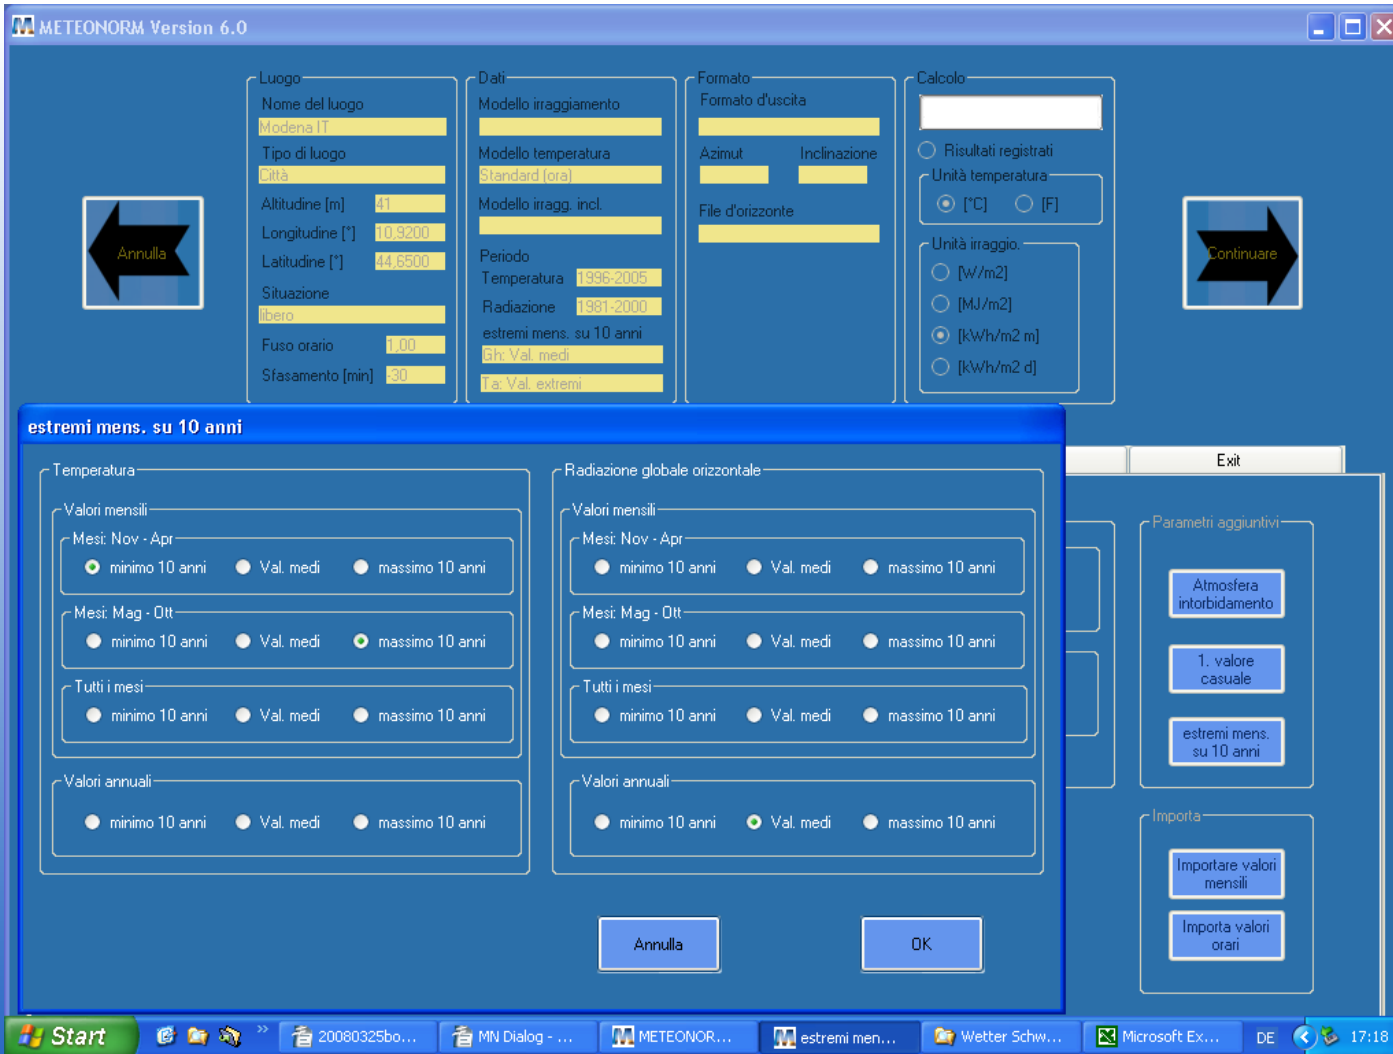 METEONORM Version 6.0
Annulla
Luogo
Nome del luogo
Modena IT
Tipo di luogo
Città
Altitudine [m] 41
Longitudine [°] 10,9200
Latitudine [°] 44,6500
Situazione
libero
Fuso orario 1,00
Sfasamento [min] -30
Dati
Modello irraggiamento
Modello temperatura
Standard (ora)
Modello irragg. incl.
Periodo
Temperatura 1996-2005
Radiazione 1981-2000
estremi mens. su 10 anni
Gh: Val. medi
Ta: Val. extremi
Formato
Formato d'uscita
Azimut Inclinazione
File d'orizzonte
Calcolo
Risultati registrati
Unità temperatura
[°C] [F]
Unità irraggio.
[W/m2]
[MJ/m2]
[kWh/m2 m]
[kWh/m2 d]
Continuare
estremi mens. su 10 anni
Temperatura
Valori mensili
Mesi: Nov - Apr
minimo 10 anni Val. medi massimo 10 anni
Mesi: Mag - Ott
minimo 10 anni Val. medi massimo 10 anni
Tutti i mesi
minimo 10 anni Val. medi massimo 10 anni
Valori annuali
minimo 10 anni Val. medi massimo 10 anni
Radiazione globale orizzontale
Valori mensili
Mesi: Nov - Apr
minimo 10 anni Val. medi massimo 10 anni
Mesi: Mag - Ott
minimo 10 anni Val. medi massimo 10 anni
Tutti i mesi
minimo 10 anni Val. medi massimo 10 anni
Valori annuali
minimo 10 anni Val. medi massimo 10 anni
Annulla OK
Exit
Parametri aggiuntivi
Atmosfera
intorbidamento
1. valore
casuale
estremi mens.
su 10 anni
Importa
Importare valori
mensili
Importa valori
orari
Start » 20080325bo... MN Dialog - ... METEONOR... estremi men... Wetter Schw... Microsoft Ex... DE 17:18